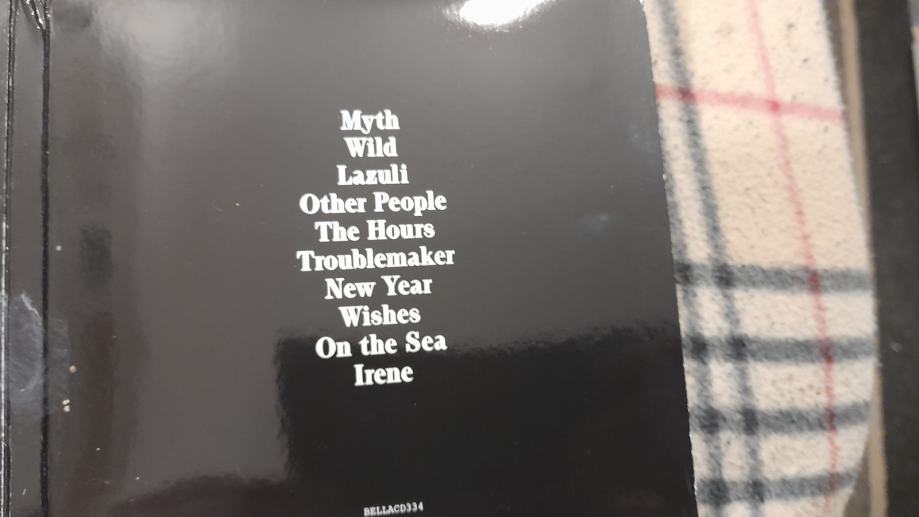 Myth
Wild
Lazuli
Other People
The Hours
Troublemaker
New Year
Wishes
On the Sea
Irene
BELLACD334